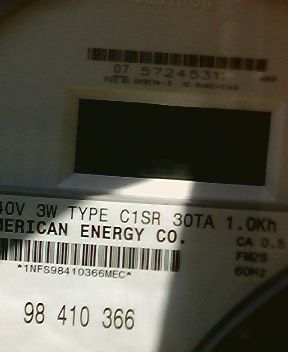 07 5724531
40V 3W TYPE C1SR 30TA 1.0Kh
MERICAN ENERGY CO.
CA 0.5
*1NFS98410366MEC*
FM2S
60Hz
98 410 366